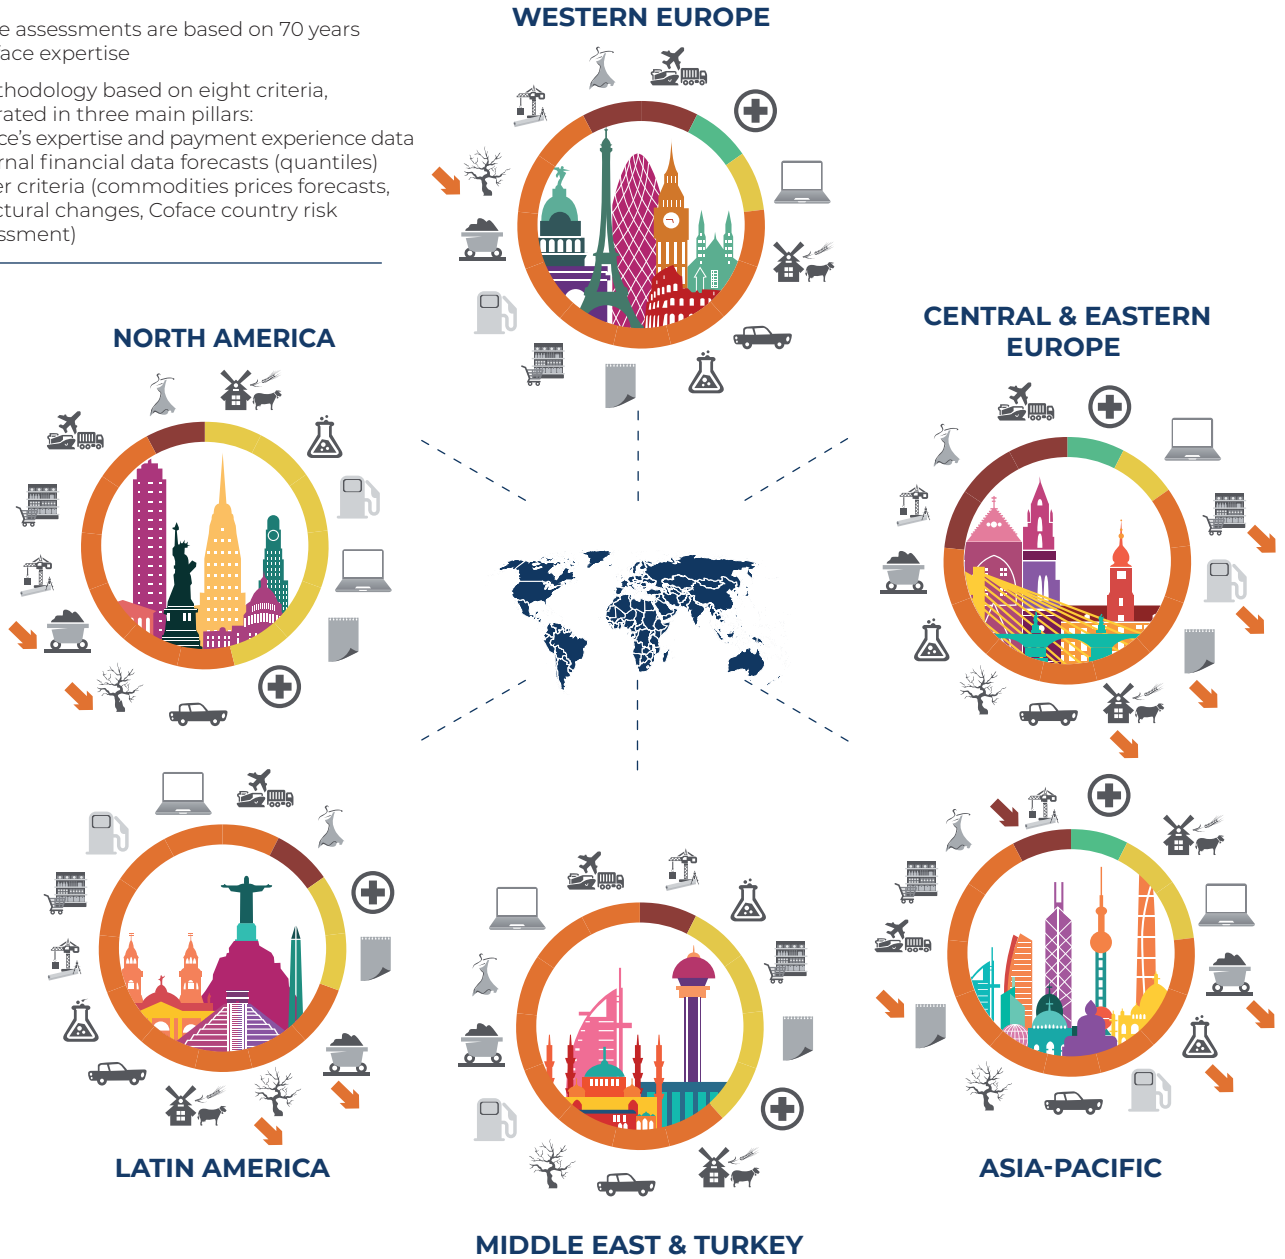 WESTERN EUROPE
e assessments are based on 70 years
face expertise
thodology based on eight criteria,
rated in three main pillars:
ce's expertise and payment experience data
rnal financial data forecasts (quantiles)
er criteria (commodities prices forecasts,
ctural changes, Coface country risk
ssment)
NORTH AMERICA
CENTRAL & EASTERN
EUROPE
LATIN AMERICA
ASIA-PACIFIC
MIDDLE EAST & TURKEY